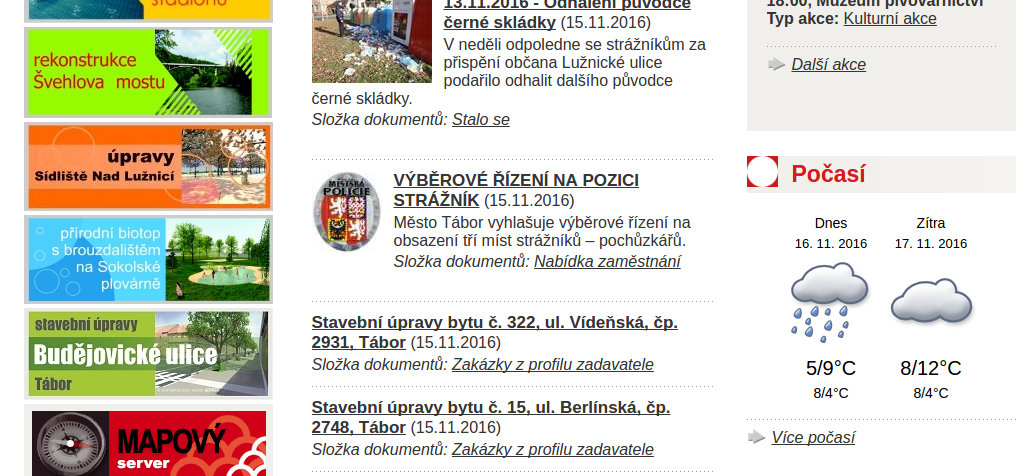 stadionu
rekonstrukce
Švehlova mostu
úpravy
Sídliště Nad Lužnicí
přírodní biotop
s brouzdalištěm
na Sokolské
plovárně
stavební úpravy
Budějovické ulice
Tábor
MAPOVÝ
server
13.11.2016 - Odhalení původce
černé skládky (15.11.2016)
V neděli odpoledne se strážníkům za
přispění občana Lužnické ulice
podařilo odhalit dalšího původce
černé skládky.
Složka dokumentů: Stalo se
MĚSTSKÁ
POLICIE
VÝBĚROVÉ ŘÍZENÍ NA POZICI
STRÁŽNÍK (15.11.2016)
Město Tábor vyhlašuje výběrové řízení na
obsazení tří míst strážníků – pochůzkářů.
Složka dokumentů: Nabídka zaměstnání
Stavební úpravy bytu č. 322, ul. Vídeňská, čp.
2931, Tábor (15.11.2016)
Složka dokumentů: Zakázky z profilu zadavatele
Stavební úpravy bytu č. 15, ul. Berlínská, čp.
2748, Tábor (15.11.2016)
Složka dokumentů: Zakázky z profilu zadavatele
18:00, Muzeum pivovarnictví
Typ akce: Kulturní akce
Další akce
Počasí
Dnes Zítra
16. 11. 2016 17. 11. 2016
5/9°C 8/12°C
8/4°C 8/4°C
Více počasí